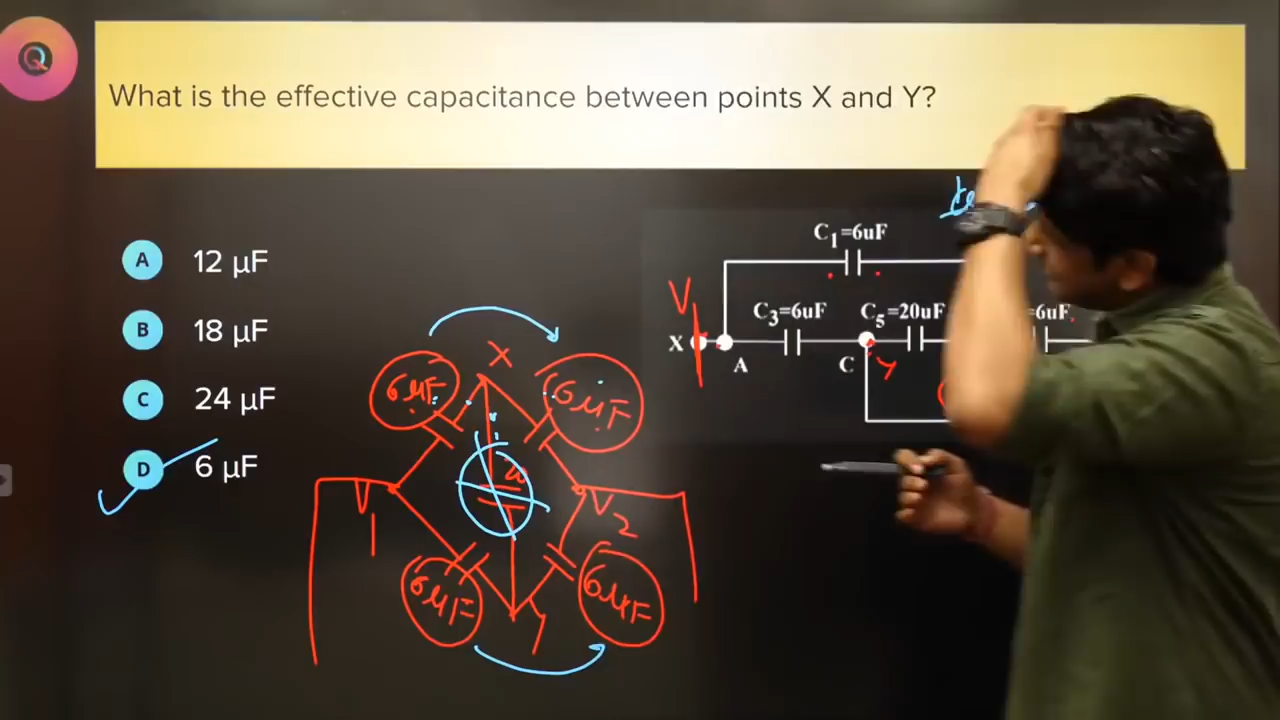 Q
What is the effective capacitance between points X and Y?
A 12 µF
B 18 µF
C 24 µF
D 6 µF
C1=6uF
V
C3=6uF
C5=20uF
=6uF
X
A
C
Y
X
6µF
6µF
20
V1
V2
6µF
6µF
Y